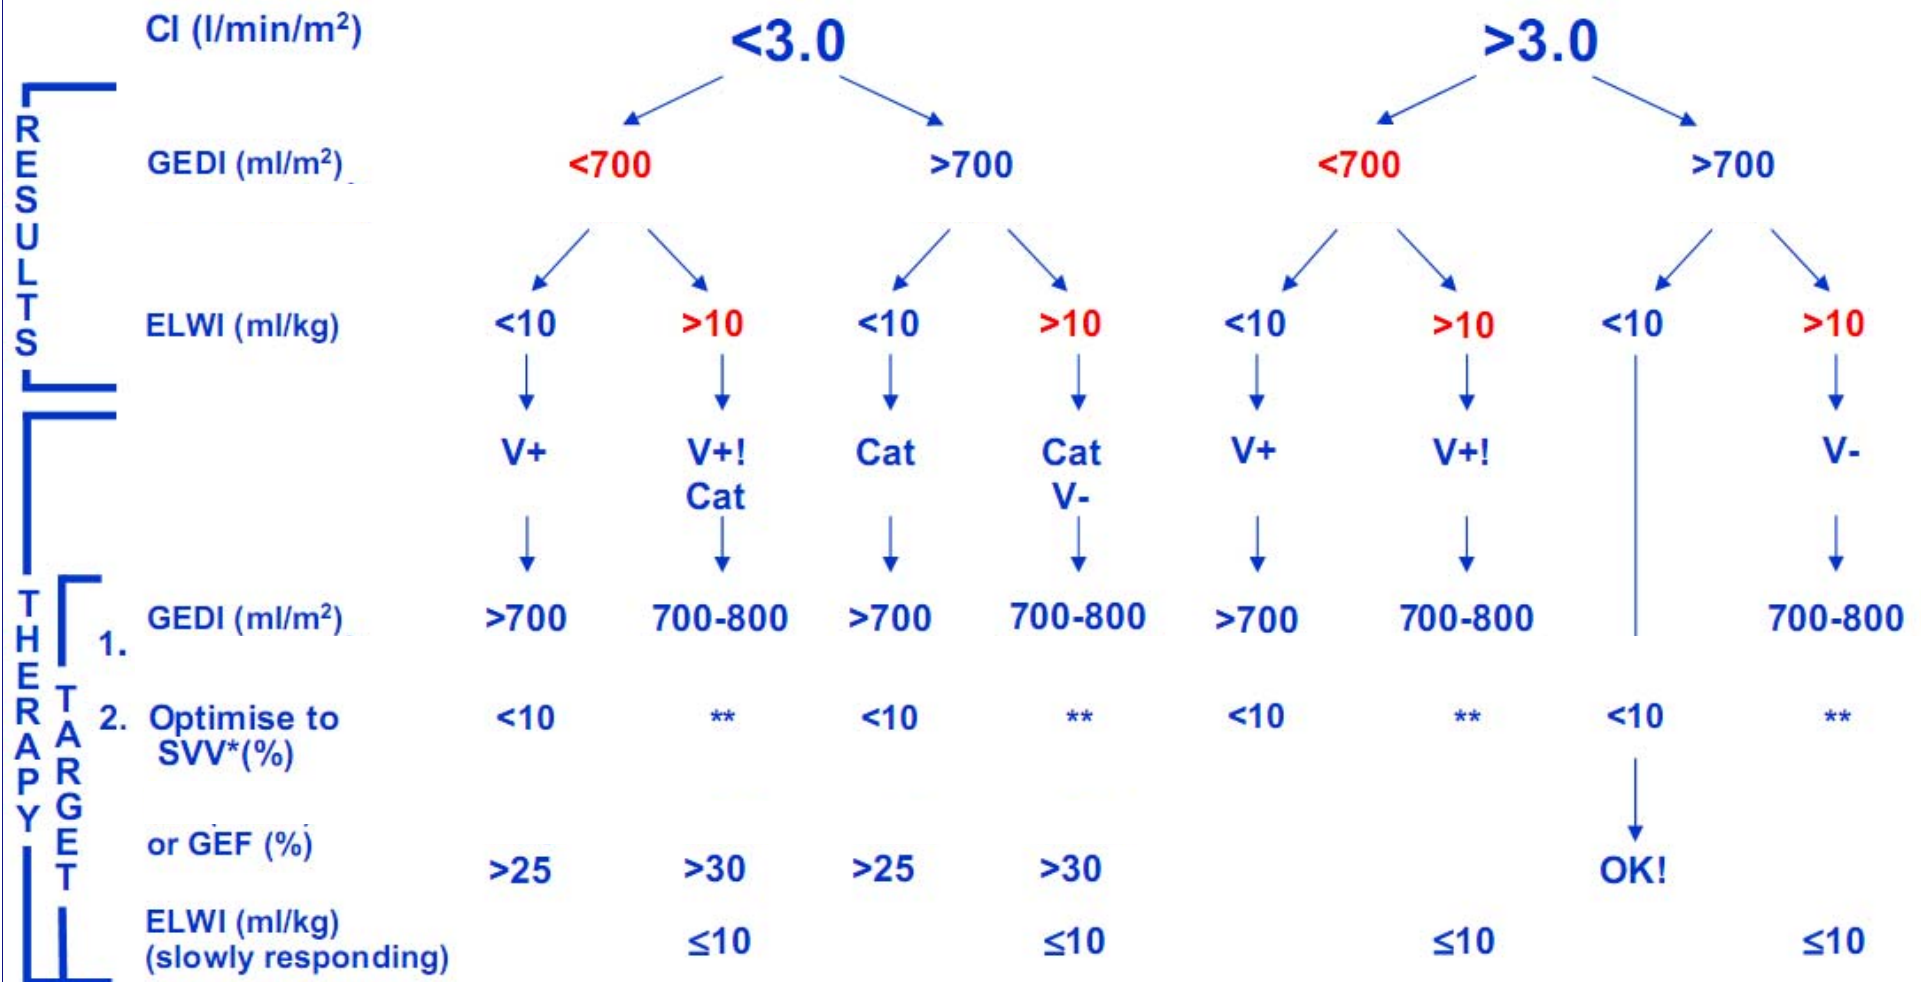 CI (l/min/m²) <3.0 >3.0
RESULTS
GEDI (ml/m²) <700 >700 <700 >700
ELWI (ml/kg) <10 >10 <10 >10 <10 >10 <10 >10
V+ V+! Cat Cat V+ V+! V-
Cat V-
THERAPY
TARGET
1. GEDI (ml/m²) >700 700-800 >700 700-800 >700 700-800 700-800
2. Optimise to <10 ** <10 ** <10 ** <10 **
SVV*(%)
or GEF (%) >25 >30 >25 >30 OK!
ELWI (ml/kg)
(slowly responding) ≤10 ≤10 ≤10 ≤10